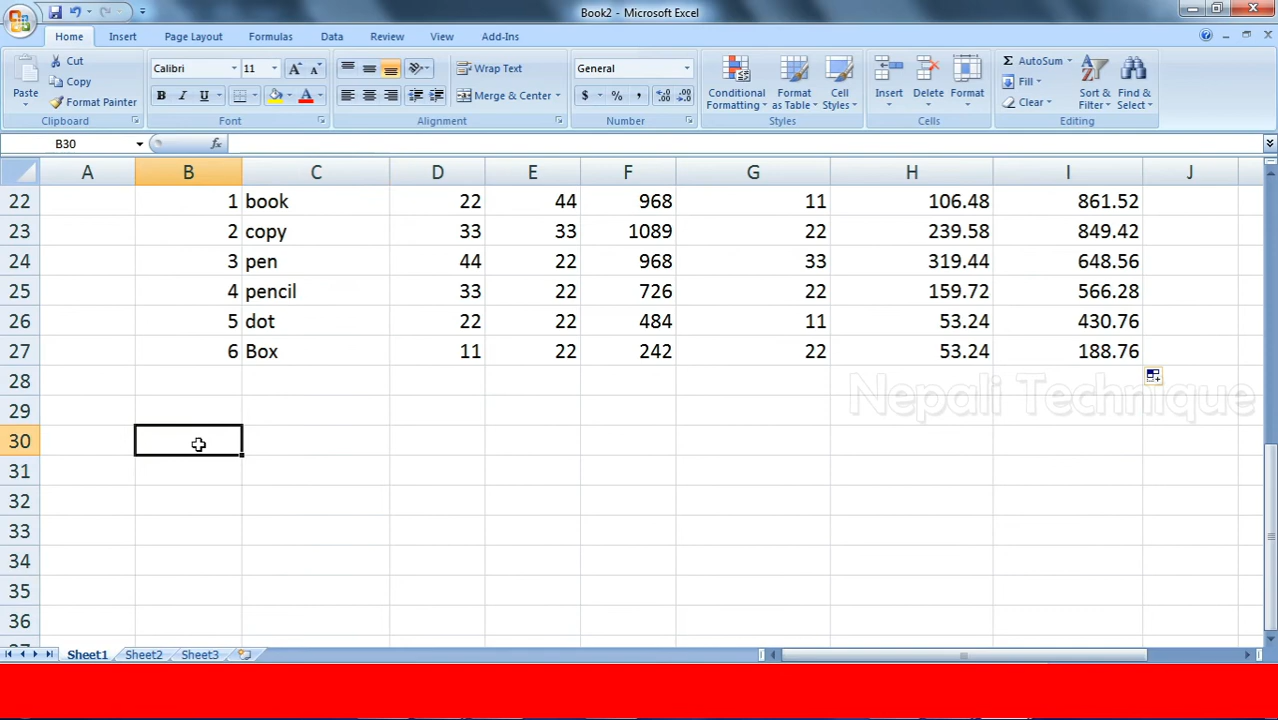 Book2 - Microsoft Excel
Home Insert Page Layout Formulas Data Review View Add-Ins
Paste
Cut
Copy
Format Painter
Clipboard
Calibri 11
B I U
A A
A
Font
Wrap Text
Merge & Center
Alignment
General
$ % ,
Number
Conditional Formatting
Format as Table
Cell Styles
Styles
Insert Delete Format
Cells
Σ AutoSum
Fill
Clear
Sort & Filter
Find & Select
Editing
B30 fx
A B C D E F G H I J
22 1 book 22 44 968 11 106.48 861.52
23 2 copy 33 33 1089 22 239.58 849.42
24 3 pen 44 22 968 33 319.44 648.56
25 4 pencil 33 22 726 22 159.72 566.28
26 5 dot 22 22 484 11 53.24 430.76
27 6 Box 11 22 242 22 53.24 188.76
28
Nepali Technique
29
30
31
32
33
34
35
36
Sheet1 Sheet2 Sheet3